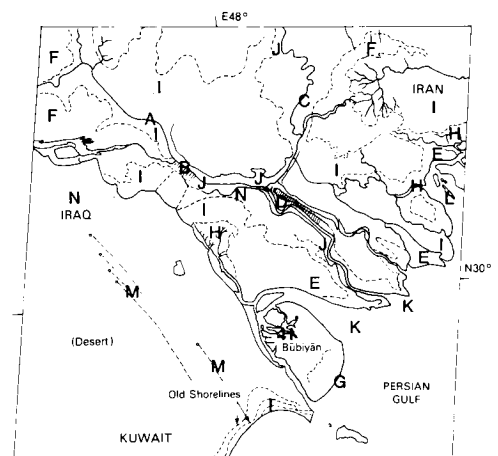 E48°
F
J
F
I
IRAN
C
I
F
A
I
H
B
E
I
J
J
I
H
N
N
D
L
IRAQ
I
H
J
I
E
N30°
M
E
K
K
H
(Desert)
Būbiyān
M
G
Old Shorelines
PERSIAN
I
GULF
KUWAIT